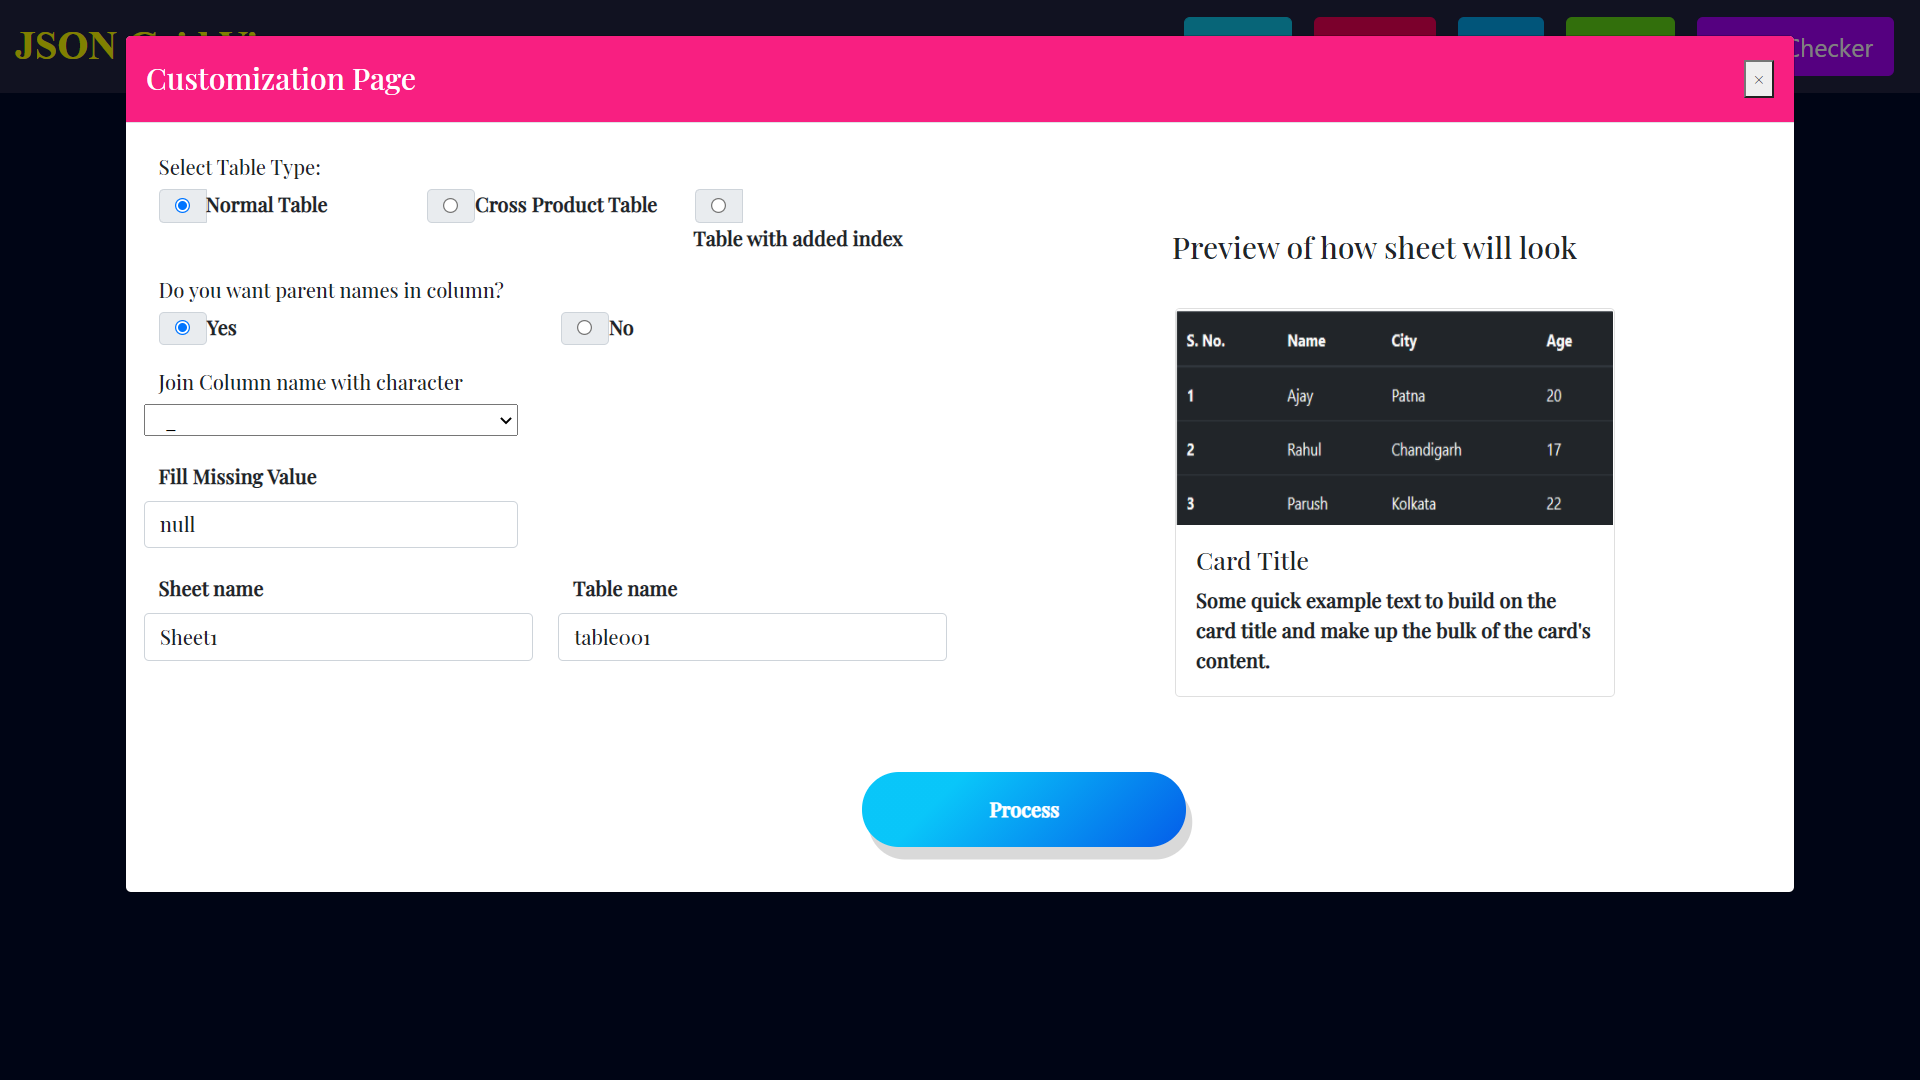 JSON
Checker
Customization Page
×
Select Table Type:
Normal Table
Cross Product Table
Table with added index
Do you want parent names in column?
Yes
No
Join Column name with character
_
Fill Missing Value
null
Sheet name
Table name
Sheet1
table001
Preview of how sheet will look
S. No. Name City Age
1 Ajay Patna 20
2 Rahul Chandigarh 17
3 Parush Kolkata 22
Card Title
Some quick example text to build on the
card title and make up the bulk of the card's
content.
Process